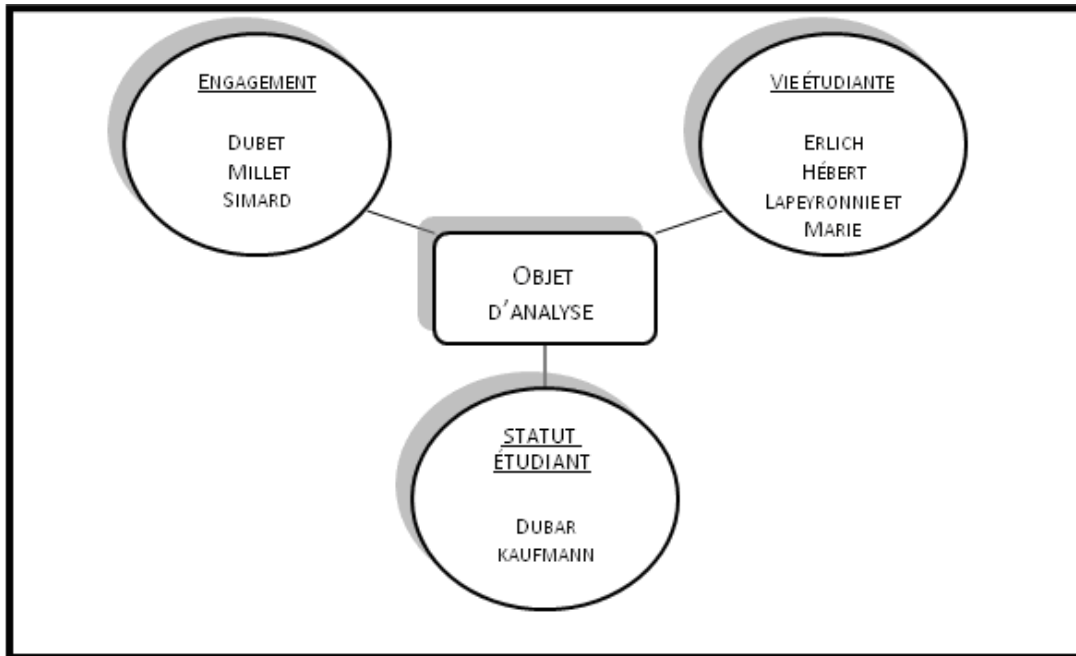 ENGAGEMENT
DUBET
MILLET
SIMARD
VIE ÉTUDIANTE
ERLICH
HÉBERT
LAPEYRONNIE ET
MARIE
OBJET
D'ANALYSE
STATUT
ÉTUDIANT
DUBAR
KAUFMANN